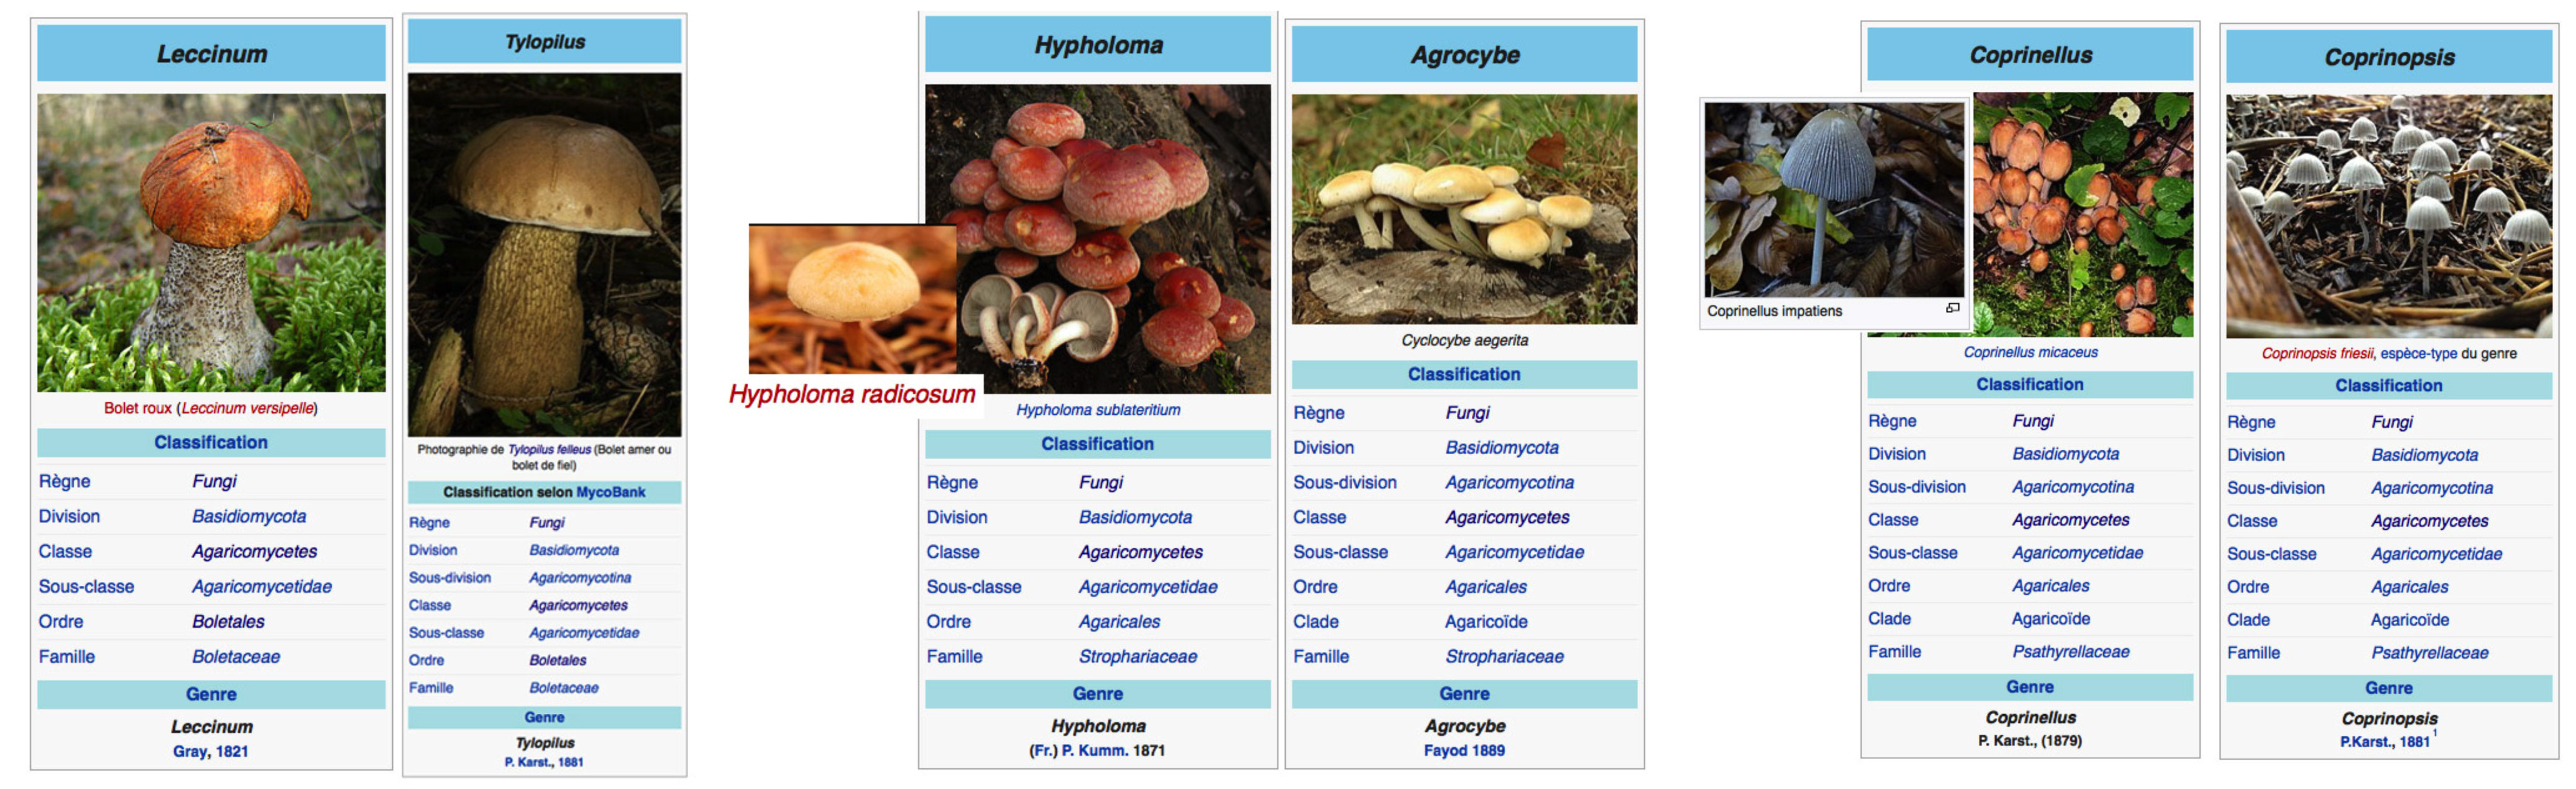 Leccinum
Bolet roux (Leccinum versipelle)
Classification
Règne Fungi
Division Basidiomycota
Classe Agaricomycetes
Sous-classe Agaricomycetidae
Ordre Boletales
Famille Boletaceae
Genre
Leccinum
Gray, 1821
Tylopilus
Photographie de Tylopilus felleus (Bolet amer ou
bolet de fiel)
Classification selon MycoBank
Règne Fungi
Division Basidiomycota
Sous-division Agaricomycotina
Classe Agaricomycetes
Sous-classe Agaricomycetidae
Ordre Boletales
Famille Boletaceae
Genre
Tylopilus
P. Karst., 1881
Hypholoma radicosum
Hypholoma
Hypholoma sublateritium
Classification
Règne Fungi
Division Basidiomycota
Classe Agaricomycetes
Sous-classe Agaricomycetidae
Ordre Agaricales
Famille Strophariaceae
Genre
Hypholoma
(Fr.) P. Kumm. 1871
Agrocybe
Cyclocybe aegerita
Classification
Règne Fungi
Division Basidiomycota
Sous-division Agaricomycotina
Classe Agaricomycetes
Sous-classe Agaricomycetidae
Ordre Agaricales
Clade Agaricoïde
Famille Strophariaceae
Genre
Agrocybe
Fayod 1889
Coprinellus impatiens
Coprinellus
Coprinellus micaceus
Classification
Règne Fungi
Division Basidiomycota
Sous-division Agaricomycotina
Classe Agaricomycetes
Sous-classe Agaricomycetidae
Ordre Agaricales
Clade Agaricoïde
Famille Psathyrellaceae
Genre
Coprinellus
P. Karst., (1879)
Coprinopsis
Coprinopsis friesii, espèce-type du genre
Classification
Règne Fungi
Division Basidiomycota
Sous-division Agaricomycotina
Classe Agaricomycetes
Sous-classe Agaricomycetidae
Ordre Agaricales
Clade Agaricoïde
Famille Psathyrellaceae
Genre
Coprinopsis
P.Karst., 1881 1